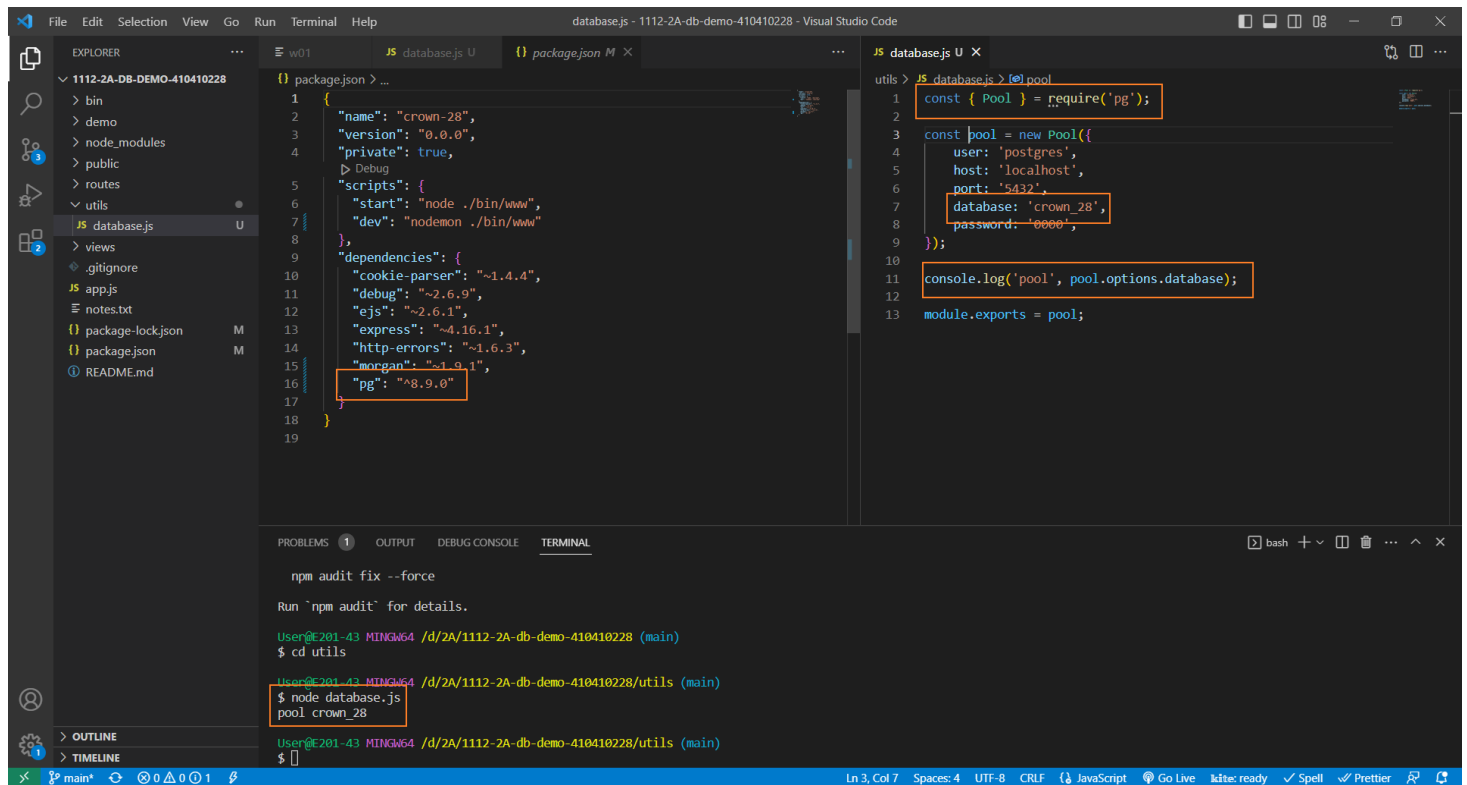 File Edit Selection View Go Run Terminal Help
database.js - 1112-2A-db-demo-410410228 - Visual Studio Code
EXPLORER
1112-2A-DB-DEMO-410410228
bin
demo
node_modules
public
routes
utils
JS database.js U
views
.gitignore
JS app.js
notes.txt
{} package-lock.json M
{} package.json M
README.md
OUTLINE
TIMELINE
3
2
1
w01
JS database.js U
{} package.json M
{} package.json > ...
1 {
2 "name": "crown-28",
3 "version": "0.0.0",
4 "private": true,
Debug
5 "scripts": {
6 "start": "node ./bin/www",
7 "dev": "nodemon ./bin/www"
8 },
9 "dependencies": {
10 "cookie-parser": "~1.4.4",
11 "debug": "~2.6.9",
12 "ejs": "~2.6.1",
13 "express": "~4.16.1",
14 "http-errors": "~1.6.3",
15 "morgan": "~1.9.1",
16 "pg": "^8.9.0"
17 }
18 }
19
JS database.js U
utils > JS database.js > pool
1 const { Pool } = require('pg');
2
3 const pool = new Pool({
4 user: 'postgres',
5 host: 'localhost',
6 port: '5432',
7 database: 'crown_28',
8 password: '0000',
9 });
10
11 console.log('pool', pool.options.database);
12
13 module.exports = pool;
PROBLEMS 1 OUTPUT DEBUG CONSOLE TERMINAL
bash
npm audit fix --force
Run `npm audit` for details.
User@E201-43 MINGW64 /d/2A/1112-2A-db-demo-410410228 (main)
$ cd utils
User@E201-43 MINGW64 /d/2A/1112-2A-db-demo-410410228/utils (main)
$ node database.js
pool crown_28
User@E201-43 MINGW64 /d/2A/1112-2A-db-demo-410410228/utils (main)
$
main* 0 0 1 Ln 3, Col 7 Spaces: 4 UTF-8 CRLF JavaScript Go Live kite: ready Spell Prettier